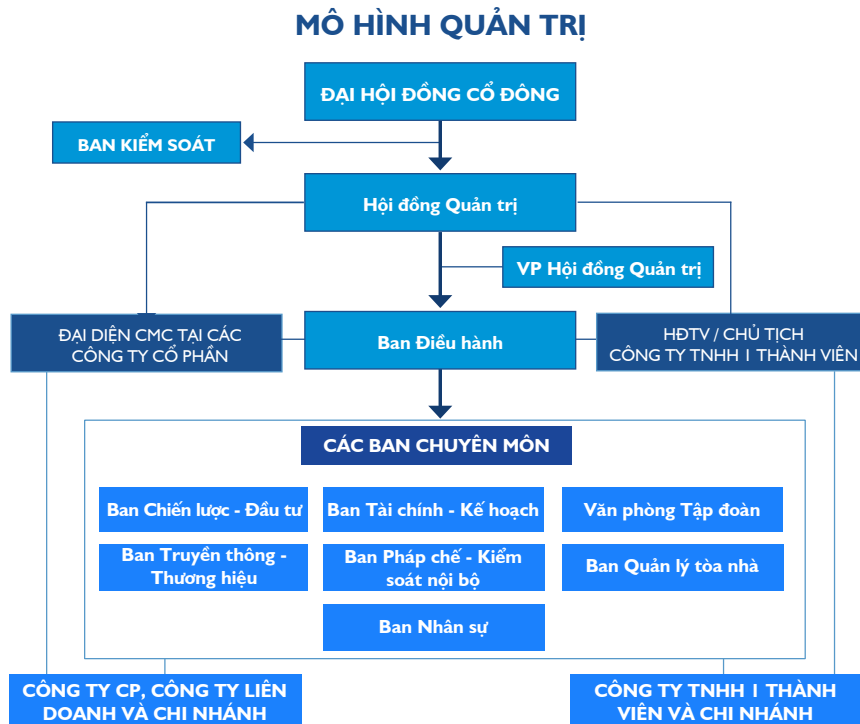 MÔ HÌNH QUẢN TRỊ
ĐẠI HỘI ĐỒNG CỔ ĐÔNG
BAN KIỂM SOÁT
Hội đồng Quản trị
VP Hội đồng Quản trị
ĐẠI DIỆN CMC TẠI CÁC
CÔNG TY CỔ PHẦN
Ban Điều hành
HĐTV / CHỦ TỊCH
CÔNG TY TNHH 1 THÀNH VIÊN
CÁC BAN CHUYÊN MÔN
Ban Chiến lược - Đầu tư
Ban Tài chính - Kế hoạch
Văn phòng Tập đoàn
Ban Truyền thông -
Thương hiệu
Ban Pháp chế - Kiểm
soát nội bộ
Ban Quản lý tòa nhà
Ban Nhân sự
CÔNG TY CP, CÔNG TY LIÊN
DOANH VÀ CHI NHÁNH
CÔNG TY TNHH 1 THÀNH
VIÊN VÀ CHI NHÁNH